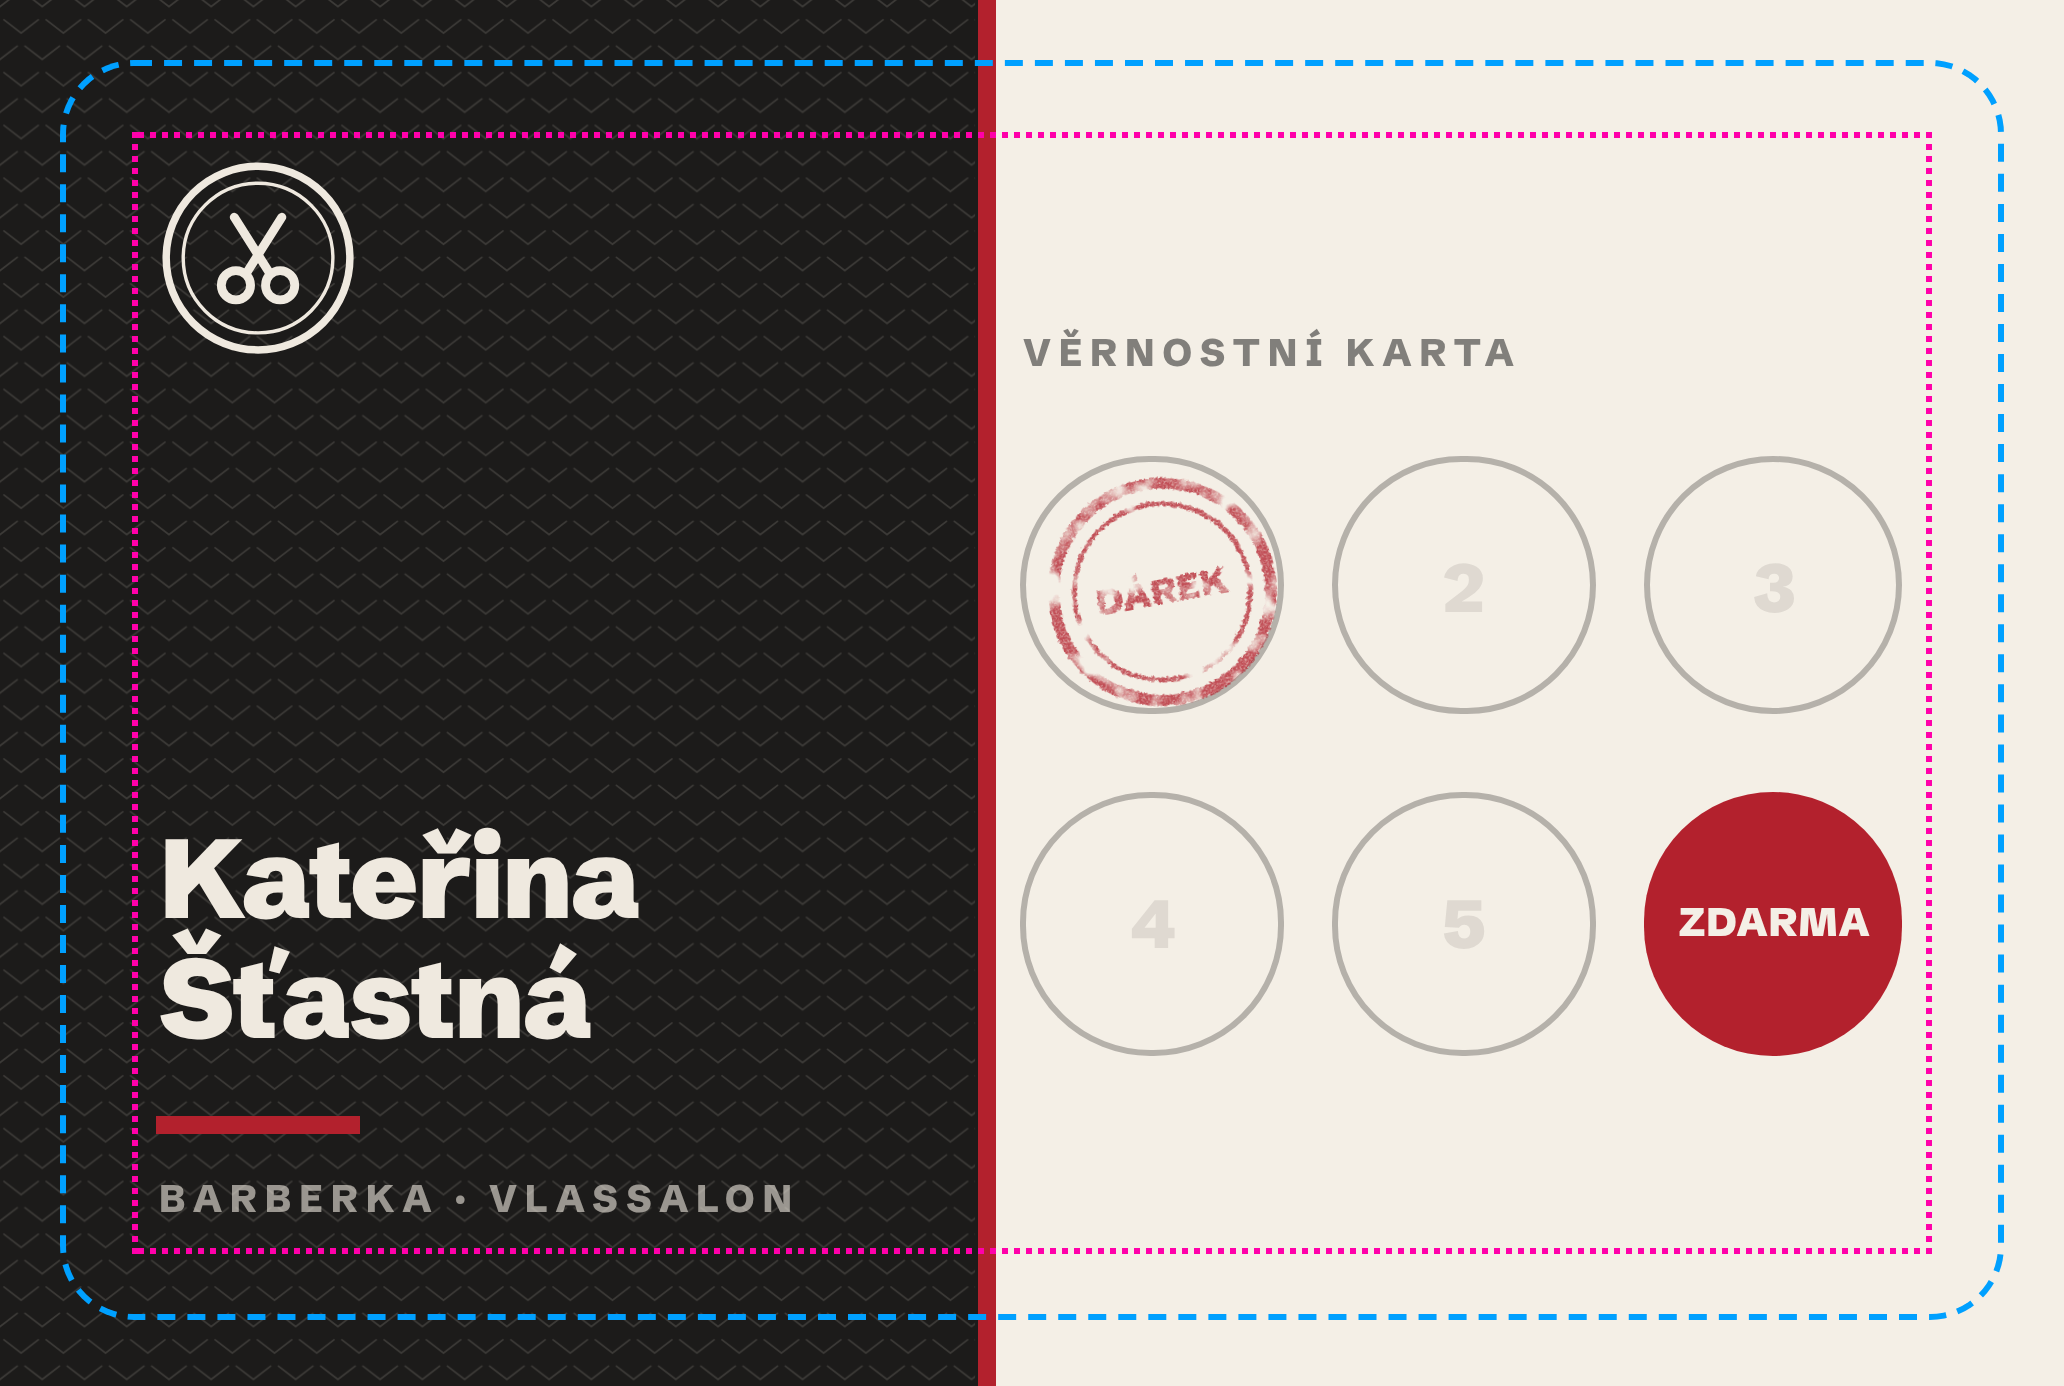 Kateřina
Šťastná
BARBERKA · VLASSALON
VĚRNOSTNÍ KARTA
DÁREK
2
3
4
5
ZDARMA